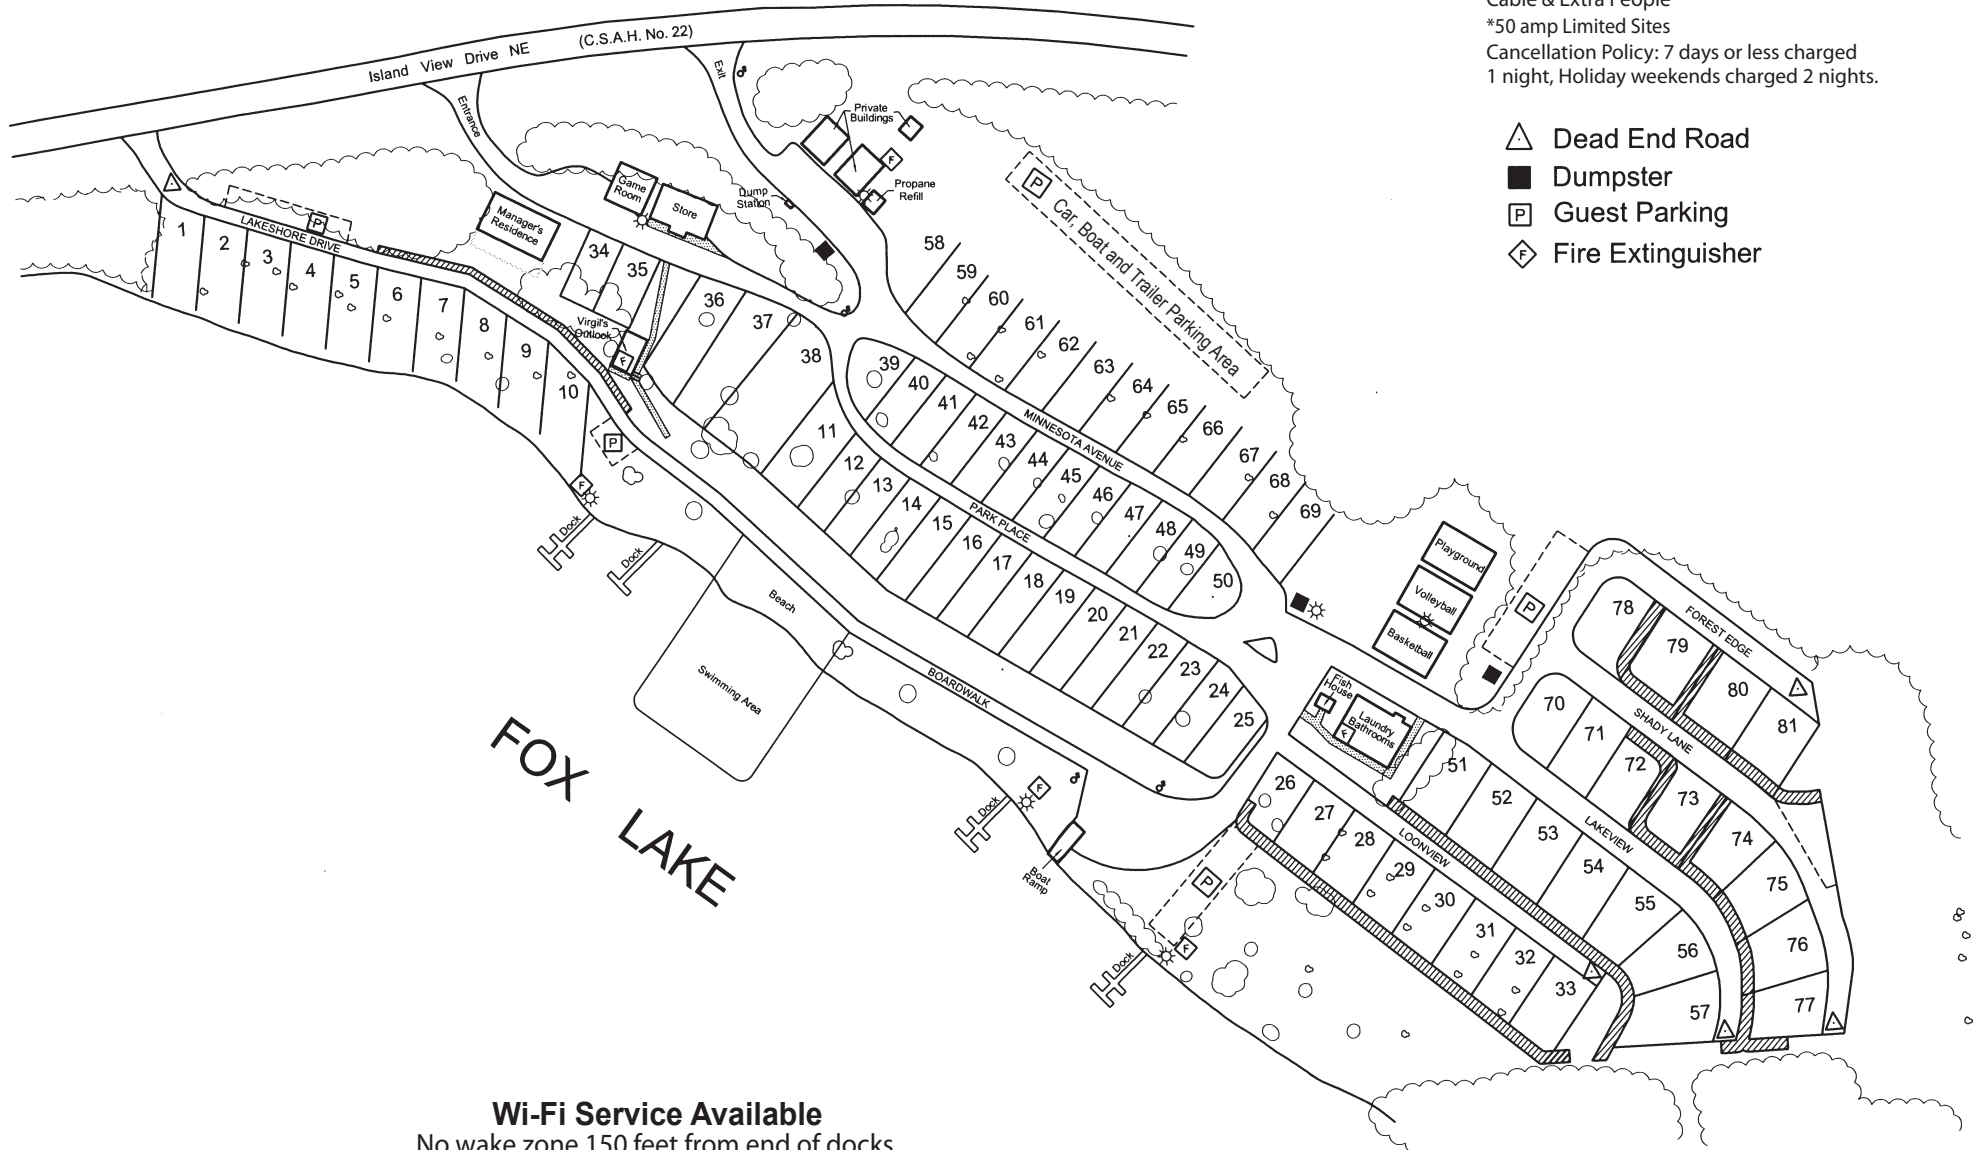 Cable & Extra People
*50 amp Limited Sites
Cancellation Policy: 7 days or less charged
1 night, Holiday weekends charged 2 nights.
Dead End Road
Dumpster
P Guest Parking
F Fire Extinguisher
Island View Drive NE (C.S.A.H. No. 22)
Entrance
Exit
Private
Buildings
F
Propane
Refill
Dump
Station
Game
Room
Store
Manager's
Residence
P
Car, Boat and Trailer Parking Area
P
LAKESHORE DRIVE
1
2
3
4
5
6
7
8
9
10
34
35
36
37
38
Virgil's
Outlook
F
P
F
Dock
Dock
Beach
Swimming Area
BOARDWALK
39
40
41
42
43
44
45
46
47
48
49
50
MINNESOTA AVENUE
58
59
60
61
62
63
64
65
66
67
68
69
PARK PLACE
11
12
13
14
15
16
17
18
19
20
21
22
23
24
25
Playground
Volleyball
Basketball
P
Fish
House
Laundry
Bathrooms
F
FOREST EDGE
78
79
80
81
SHADY LANE
70
71
72
73
74
75
76
77
LAKEVIEW
51
52
53
54
55
56
57
LOONVIEW
26
27
28
29
30
31
32
33
F
Dock
Boat
Ramp
P
F
Dock
FOX LAKE
Wi-Fi Service Available
No wake zone 150 feet from end of docks